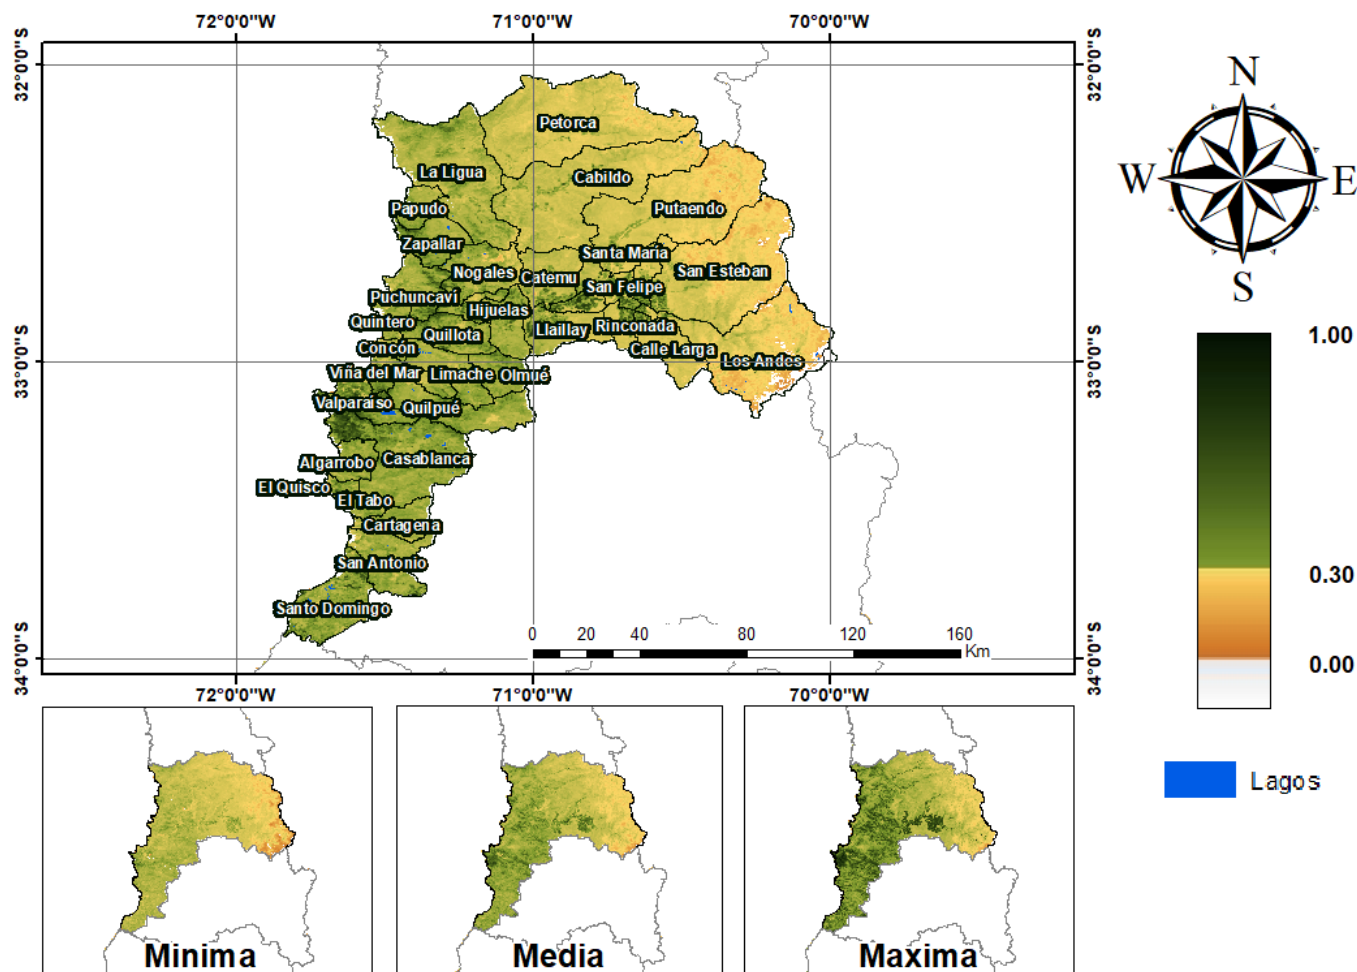 72°0'0"W
71°0'0"W
70°0'0"W
32°0'0"S
32°0'0"S
33°0'0"S
33°0'0"S
34°0'0"S
34°0'0"S
Petorca
La Ligua
Cabildo
Papudo
Putaendo
Zapallar
Santa María
Nogales
Catemu
San Esteban
Puchuncaví
San Felipe
Hijuelas
Quintero
Quillota
Llaillay
Rinconada
Concón
Calle Larga
Los Andes
Viña del Mar
Limache
Olmué
Valparaíso
Quilpué
Algarrobo
Casablanca
El Quisco
El Tabo
Cartagena
San Antonio
Santo Domingo
0 20 40 80 120 160
Km
72°0'0"W
71°0'0"W
70°0'0"W
N
W
E
S
1.00
0.30
0.00
Lagos
Minima
Media
Maxima